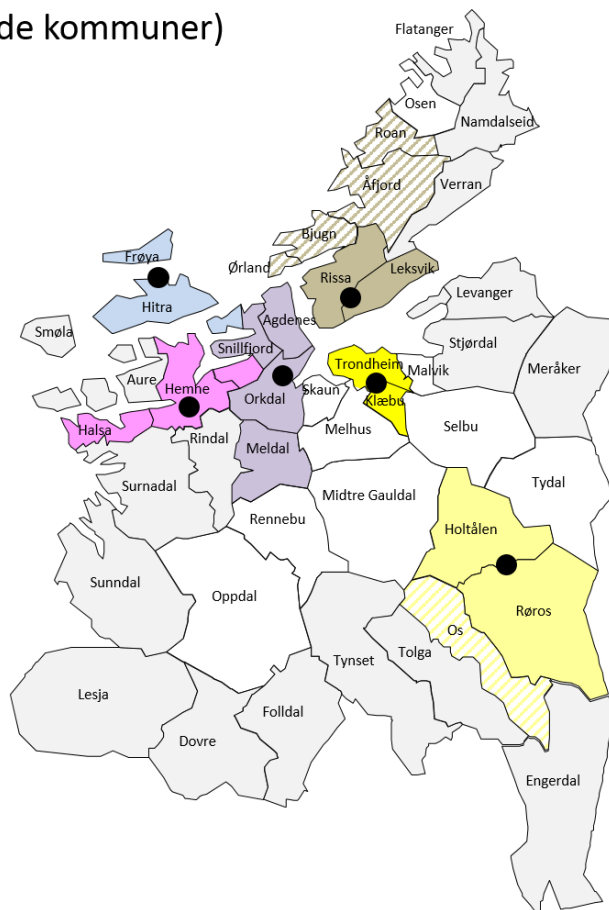 de kommuner)
Flatanger
Osen
Namdalseid
Roan
Åfjord
Verran
Bjugn
Ørland
Frøya
Rissa
Leksvik
Levanger
Hitra
Agdenes
Smøla
Snillfjord
Stjørdal
Trondheim
Malvik
Meråker
Aure
Hemne
Skaun
Orkdal
Klæbu
Halsa
Rindal
Melhus
Selbu
Meldal
Surnadal
Midtre Gauldal
Tydal
Rennebu
Holtålen
Sunndal
Oppdal
Røros
Os
Tolga
Tynset
Lesja
Folldal
Dovre
Engerdal